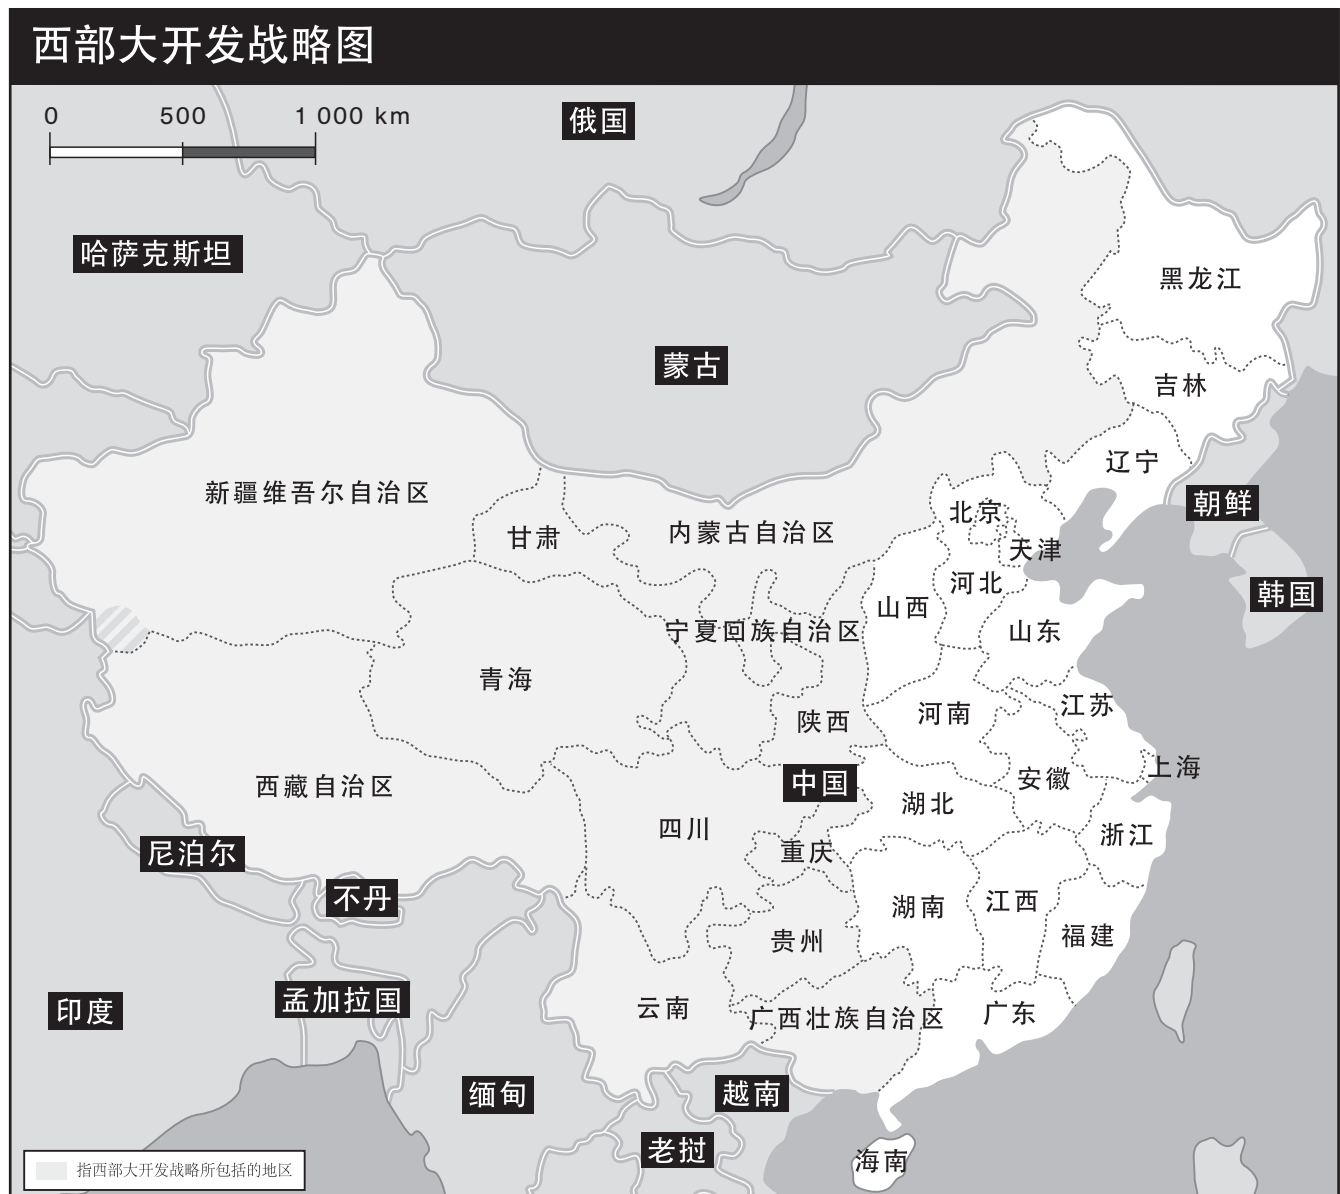 西部大开发战略图
0 500 1 000 km
俄国
哈萨克斯坦
黑龙江
蒙古
吉林
辽宁
新疆维吾尔自治区
朝鲜
北京
甘肃
内蒙古自治区
天津
河北
韩国
山西
宁夏回族自治区
山东
青海
江苏
河南
陕西
上海
中国
安徽
西藏自治区
湖北
四川
浙江
重庆
尼泊尔
不丹
江西
湖南
福建
贵州
孟加拉国
云南
印度
广西壮族自治区
广东
缅甸
越南
老挝
海南
指西部大开发战略所包括的地区